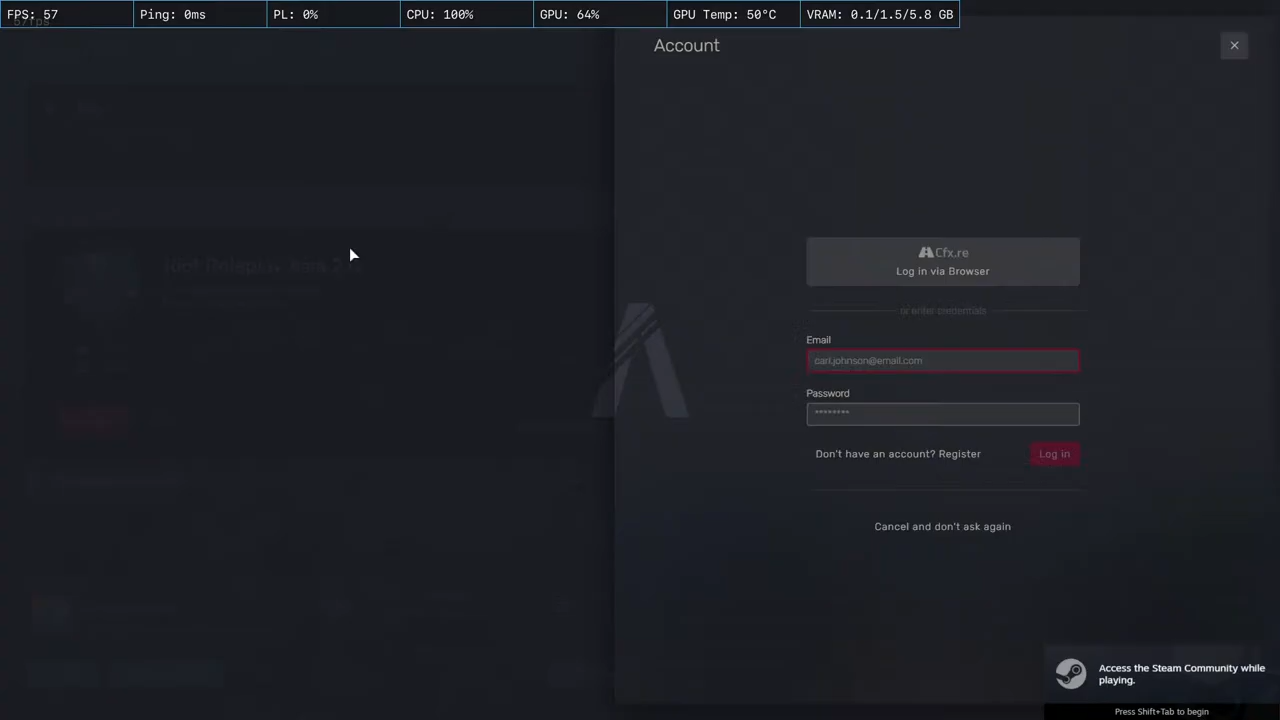 FPS: 57
Ping: 0ms
PL: 0%
CPU: 100%
GPU: 64%
GPU Temp: 50°C
VRAM: 0.1/1.5/5.8 GB
Account
Cfx.re
Log in via Browser
or enter credentials
Email
carl.johnson@email.com
Password
********
Don't have an account? Register
Log in
Cancel and don't ask again
Access the Steam Community while
playing.
Press Shift+Tab to begin